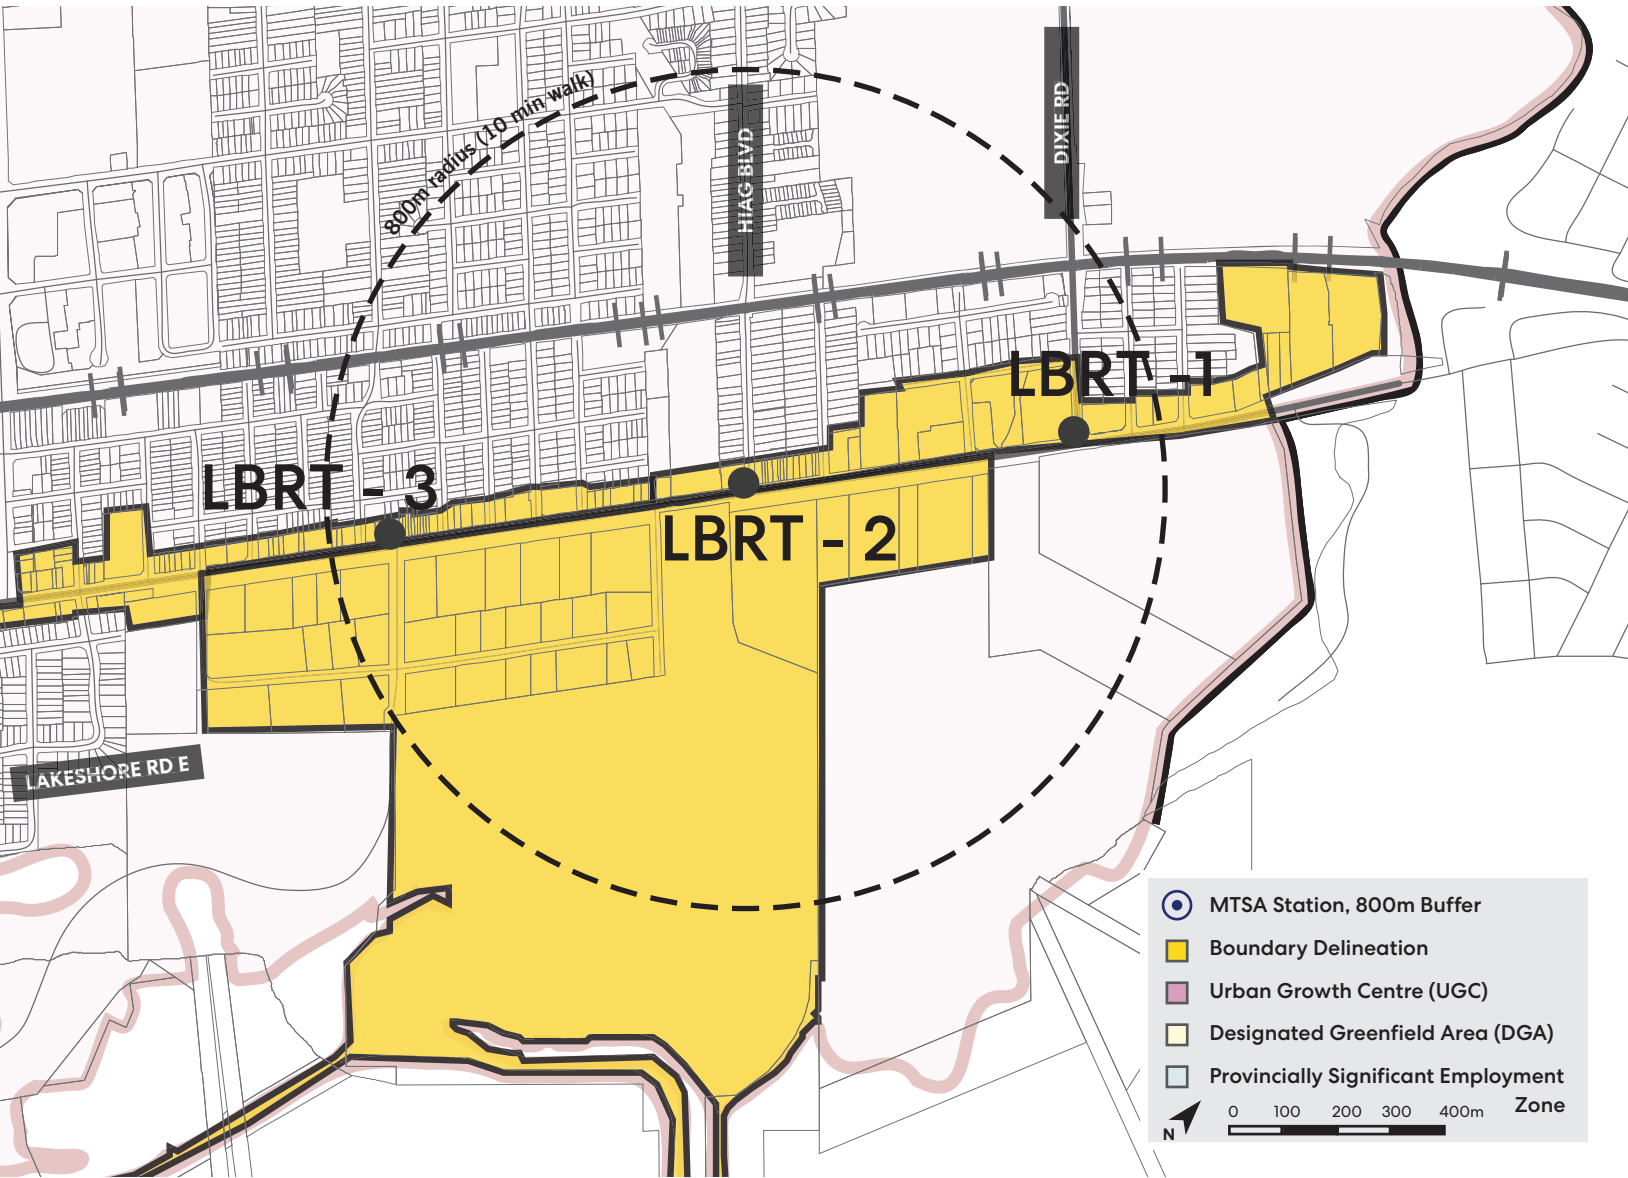 800m radius (10 min walk)
HIAG BLVD
DIXIE RD
LBRT - 1
LBRT - 3
LBRT - 2
LAKESHORE RD E
MTSA Station, 800m Buffer
Boundary Delineation
Urban Growth Centre (UGC)
Designated Greenfield Area (DGA)
Provincially Significant Employment
Zone
N
0 100 200 300 400m